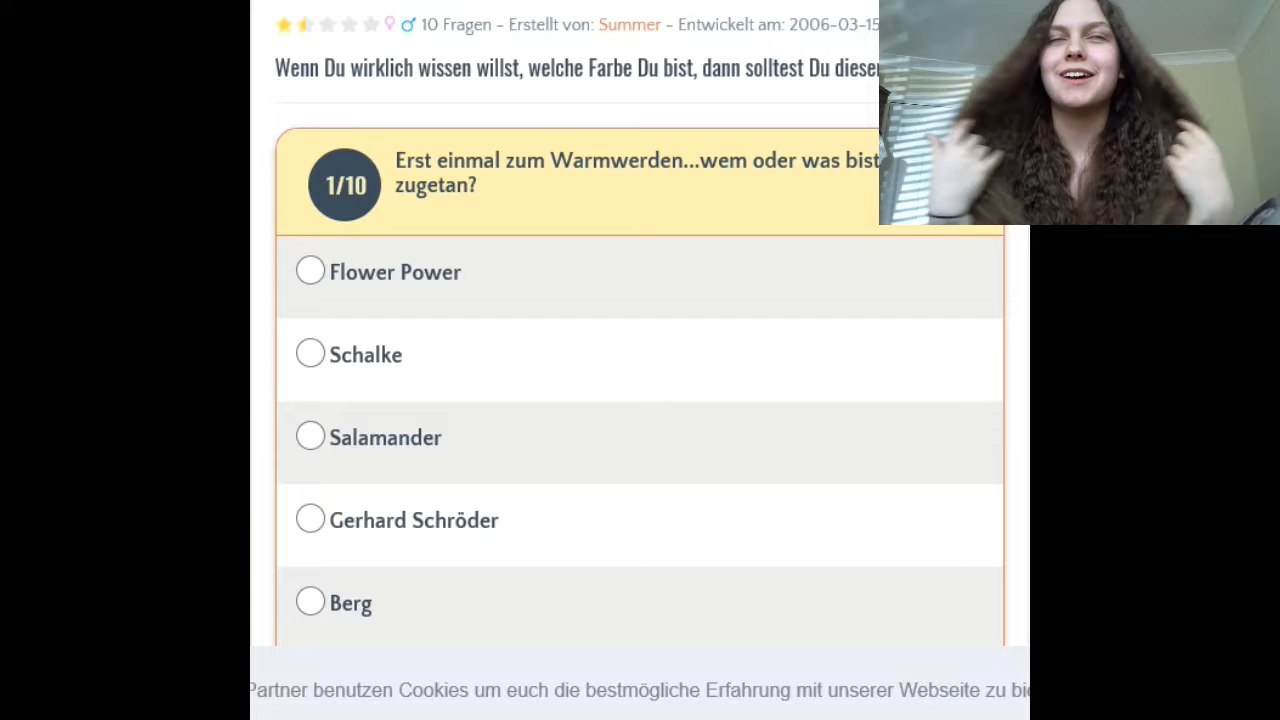 10 Fragen - Erstellt von: Summer - Entwickelt am: 2006-03-15
Wenn Du wirklich wissen willst, welche Farbe Du bist, dann solltest Du
1/10
Erst einmal zum Warmwerden...wem oder was bist
zugetan?
Flower Power
Schalke
Salamander
Gerhard Schröder
Berg
Partner benutzen Cookies um euch die bestmögliche Erfahrung mit unserer Webseite zu